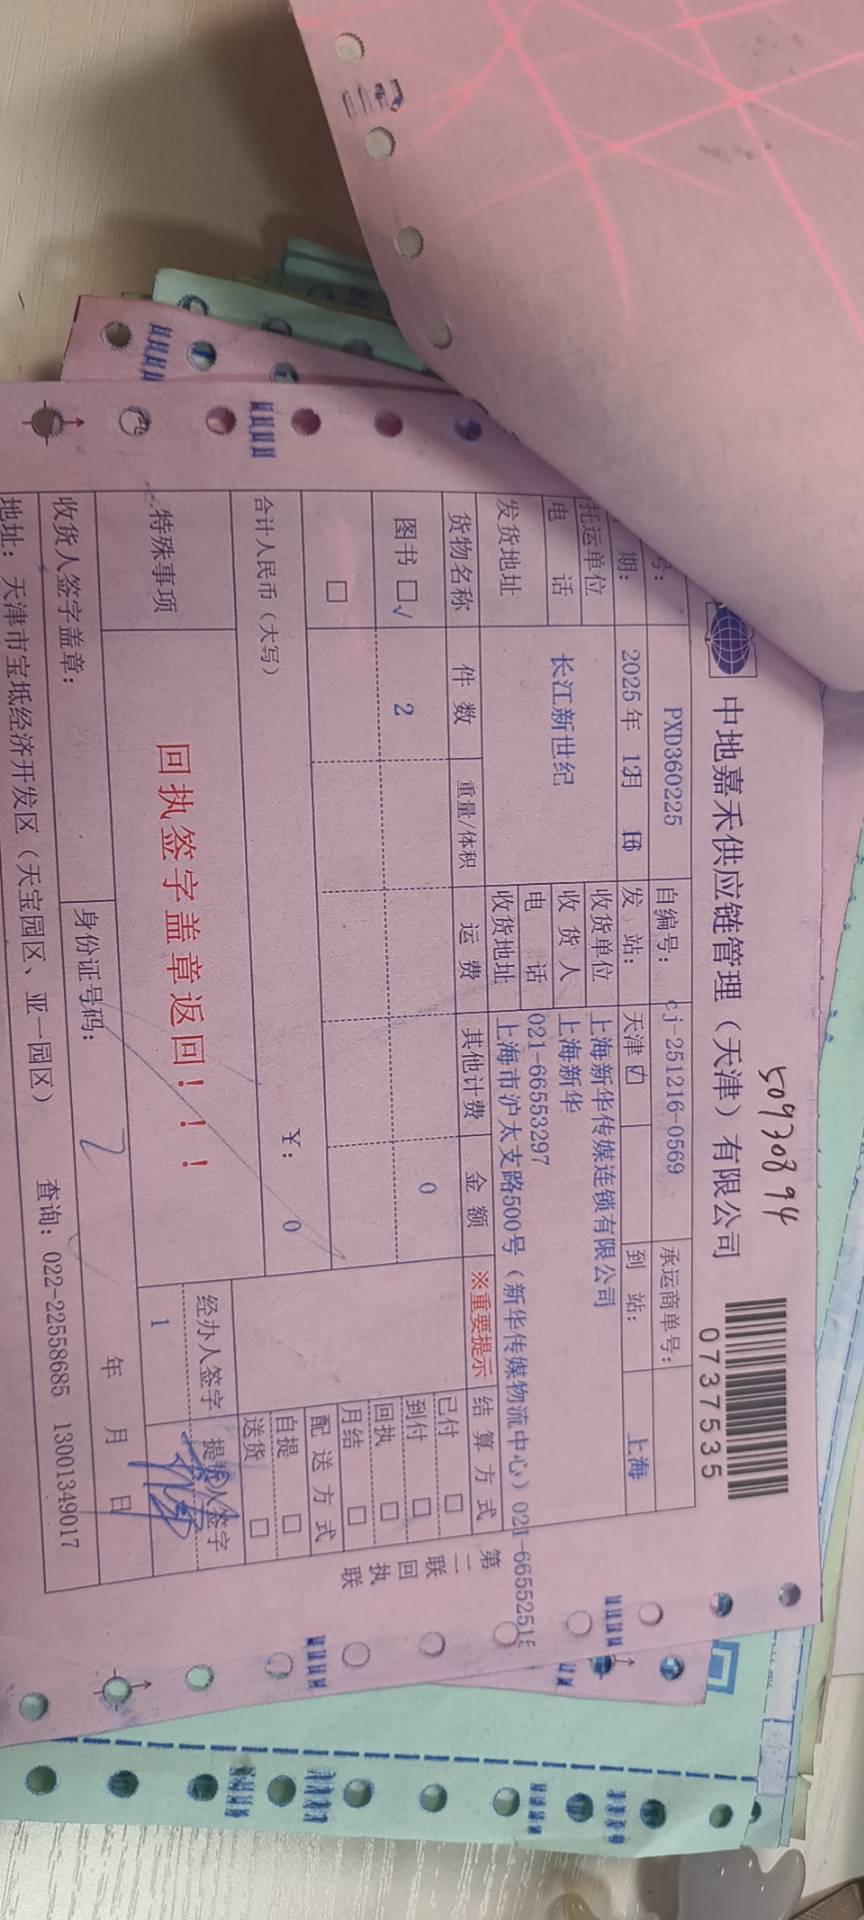 50930894
中地嘉禾供应链管理（天津）有限公司
0737535
号： PXD360225 自编号： cj-251216-0569 承运商单号：
期： 2025年 12月 16日 发 站： 天津 ☑ 到 站： 上海
托运单位 长江新世纪 收货单位 上海新华传媒连锁有限公司
收 货 人 上海新华
电 话 电 话 021-66553297
发货地址 收货地址 上海市沪太支路500号（新华传媒物流中心）021-6655251
货物名称 件 数 重量/体积 运 费 其他计费 金 额 ※重要提示 结 算 方 式
图书 □√ 2 0 已付 □
到付 □
□ 回执 □
月结 □
合计人民币（大写） ￥： 0 配 送 方 式
自提 □
送货 □
特殊事项 回执签字盖章返回！！！ 经办人签字 提货人签字
1
收货人签字盖章： 身份证号码： 年 月 日
地址：天津市宝坻经济开发区（天宝园区、亚一园区） 查询：022-22558685 13001349017
第二联 回执联